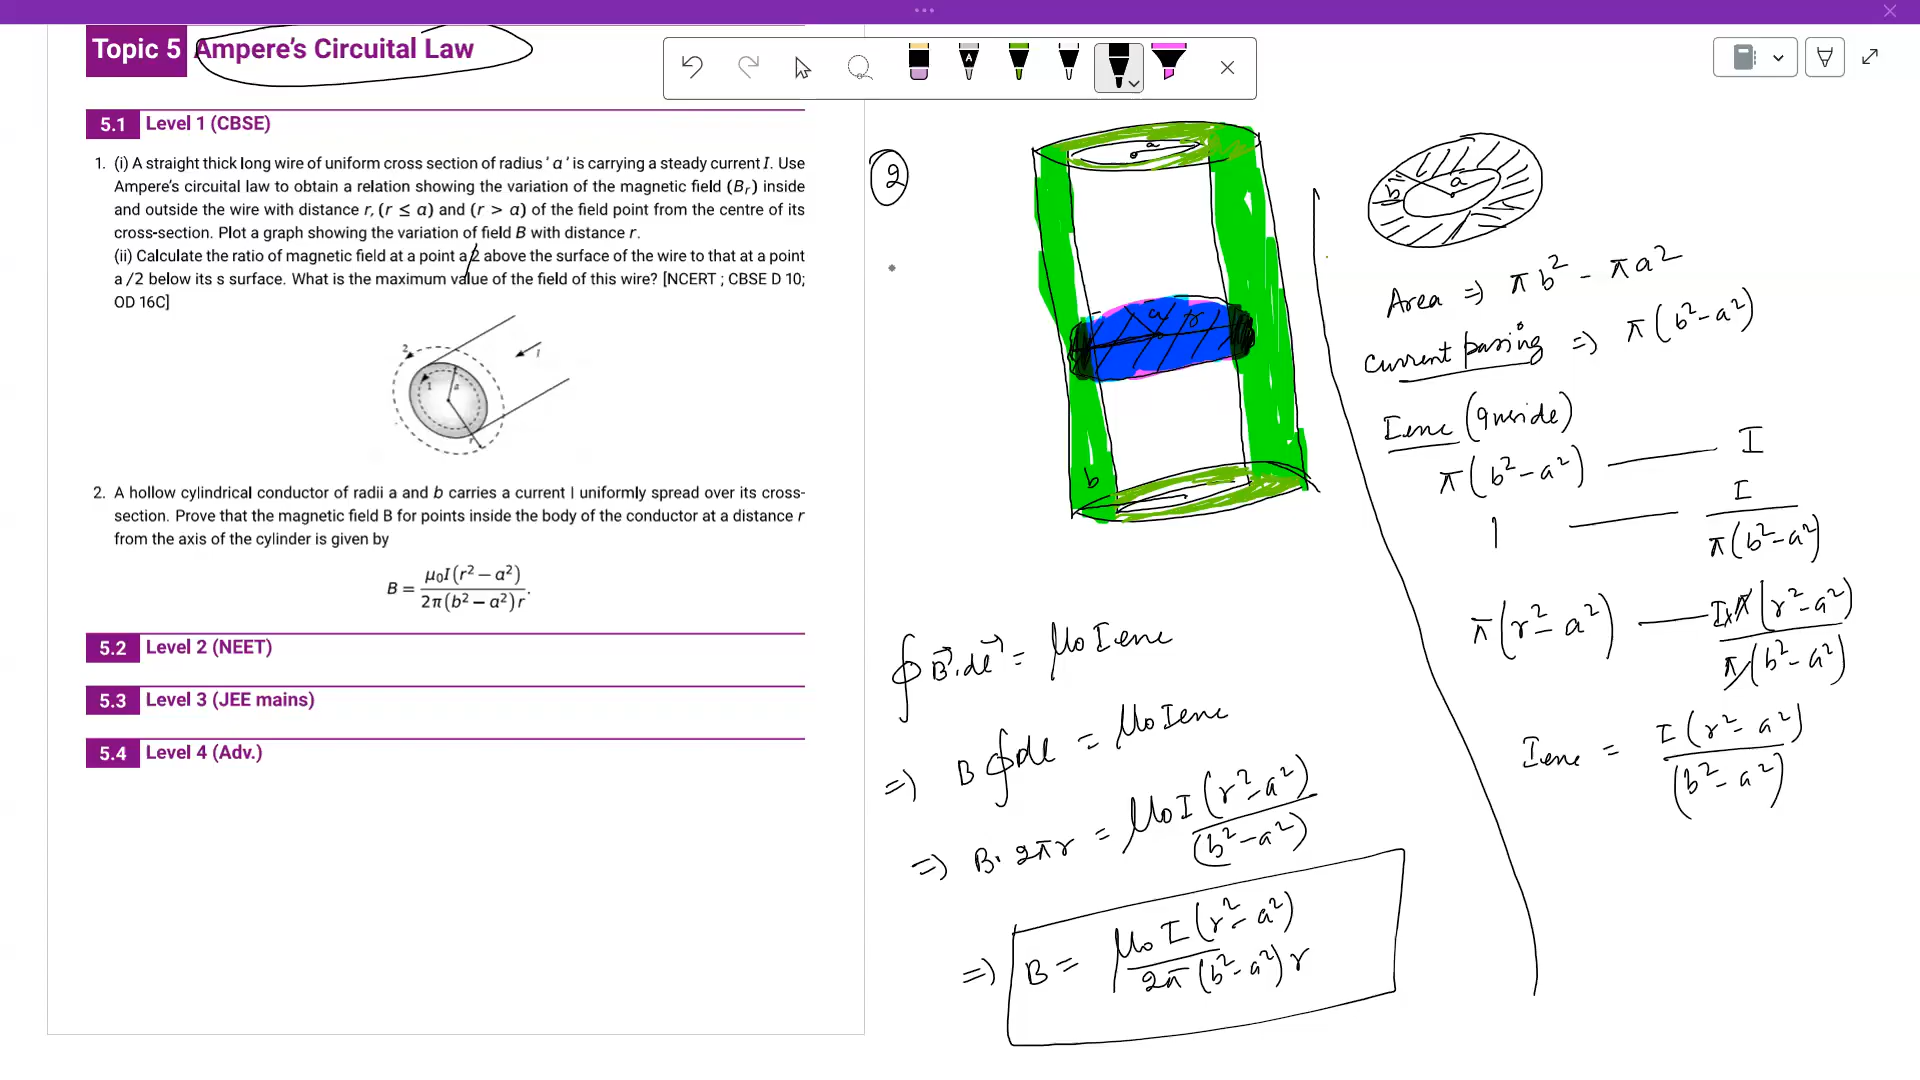 Topic 5 Ampere's Circuital Law
5.1 Level 1 (CBSE)
1. (i) A straight thick long wire of uniform cross section of radius ' a ' is carrying a steady current I. Use
Ampere's circuital law to obtain a relation showing the variation of the magnetic field (Bᵣ) inside
and outside the wire with distance r, (r ≤ a) and (r > a) of the field point from the centre of its
cross-section. Plot a graph showing the variation of field B with distance r.
(ii) Calculate the ratio of magnetic field at a point a/2 above the surface of the wire to that at a point
a/2 below its s surface. What is the maximum value of the field of this wire? [NCERT ; CBSE D 10;
OD 16C]
2
I
1
a
r
2. A hollow cylindrical conductor of radii a and b carries a current I uniformly spread over its cross-
section. Prove that the magnetic field B for points inside the body of the conductor at a distance r
from the axis of the cylinder is given by
B = μ₀I(r² − a²) / 2π(b² − a²)r.
5.2 Level 2 (NEET)
5.3 Level 3 (JEE mains)
5.4 Level 4 (Adv.)
2
a
a r
b
∮B⃗.dl⃗ = μ₀ Ienc
=> B ∮dl = μ₀ Ienc
=> B. 2πr = μ₀ I (r² − a²) / (b² − a²)
=> B = μ₀ I (r² − a²) / 2π (b² − a²) r
b a
Area => πb² − πa²
Current passing => π(b² − a²)
Ienc (Inside)
π(b² − a²) — I
1 — I / π(b² − a²)
π(r² − a²) — I×π(r² − a²) / π(b² − a²)
Ienc = I(r² − a²) / (b² − a²)